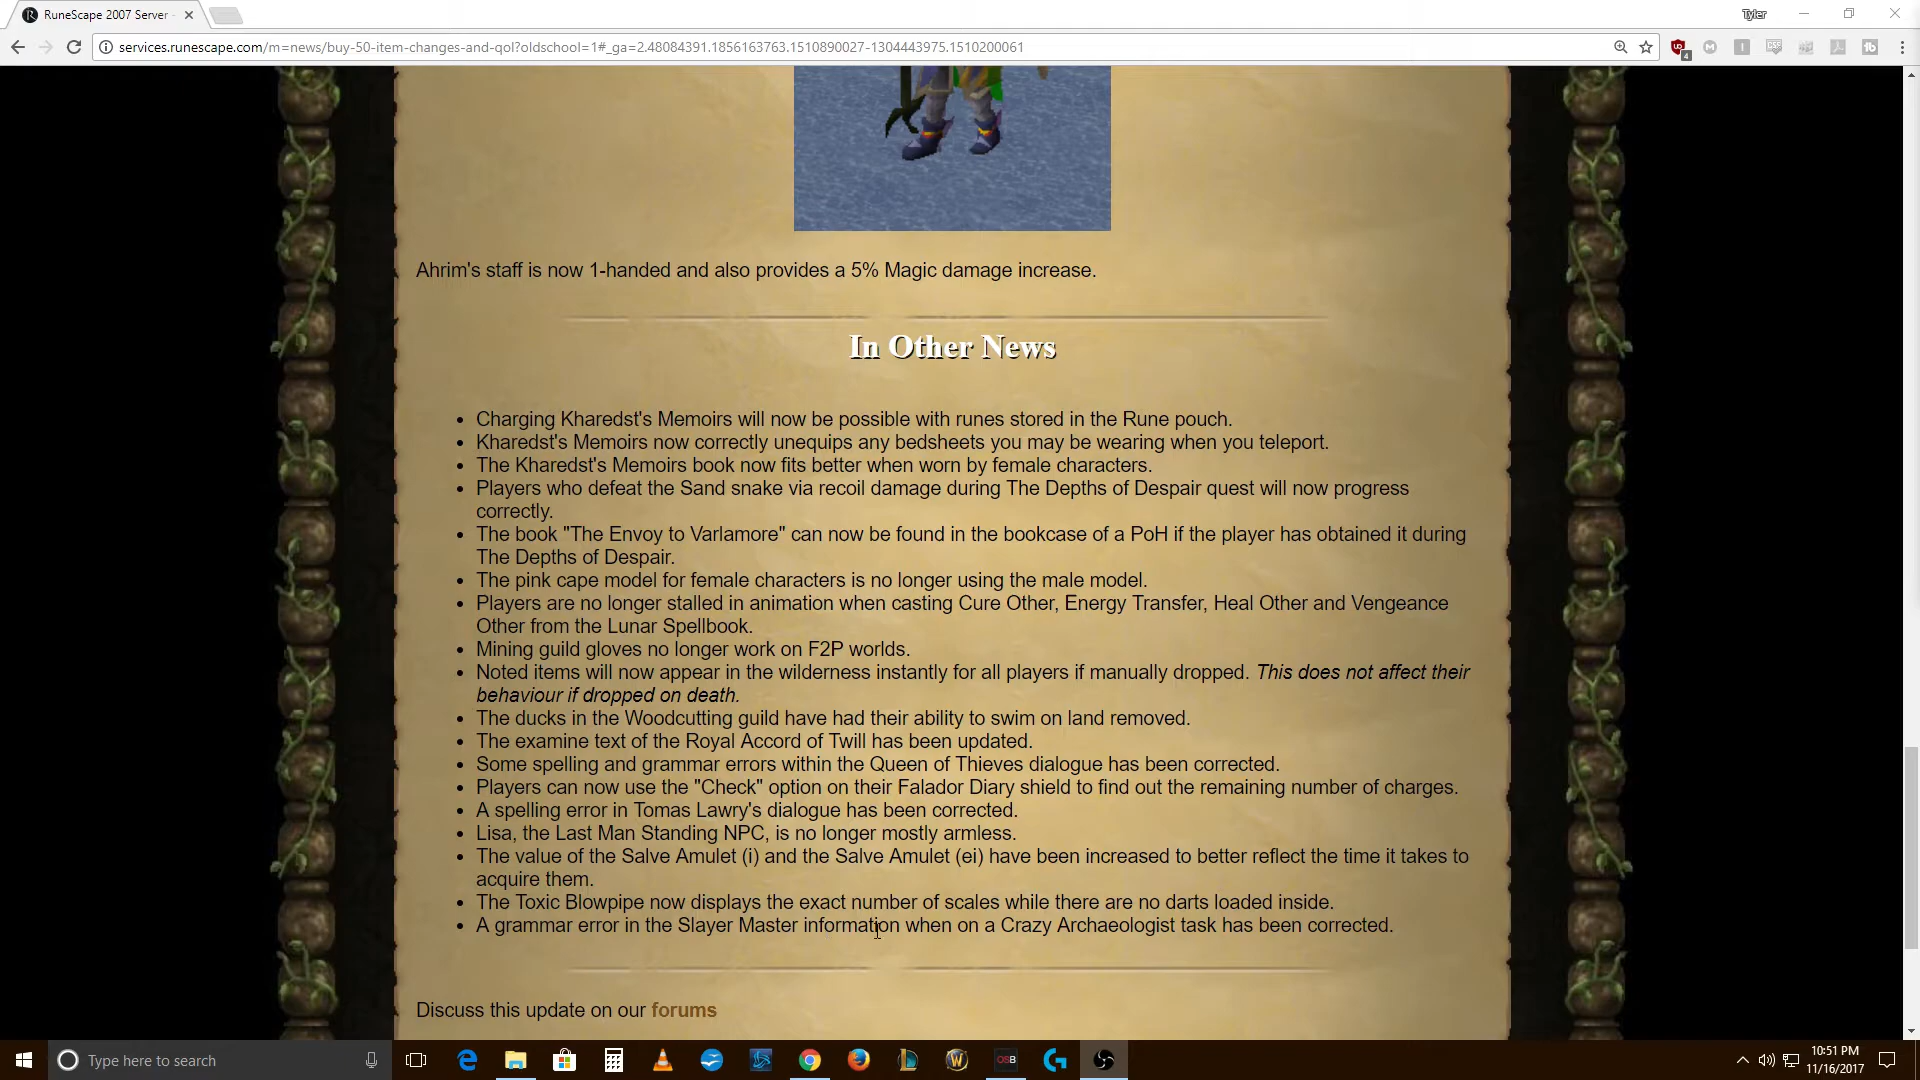 RuneScape 2007 Server -
Tyler
services.runescape.com/m=news/buy-50-item-changes-and-qol?oldschool=1#_ga=2.48084391.1856163763.1510890027-1304443975.1510200061
Ahrim's staff is now 1-handed and also provides a 5% Magic damage increase.
In Other News
• Charging Kharedst's Memoirs will now be possible with runes stored in the Rune pouch.
• Kharedst's Memoirs now correctly unequips any bedsheets you may be wearing when you teleport.
• The Kharedst's Memoirs book now fits better when worn by female characters.
• Players who defeat the Sand snake via recoil damage during The Depths of Despair quest will now progress
correctly.
• The book "The Envoy to Varlamore" can now be found in the bookcase of a PoH if the player has obtained it during
The Depths of Despair.
• The pink cape model for female characters is no longer using the male model.
• Players are no longer stalled in animation when casting Cure Other, Energy Transfer, Heal Other and Vengeance
Other from the Lunar Spellbook.
• Mining guild gloves no longer work on F2P worlds.
• Noted items will now appear in the wilderness instantly for all players if manually dropped. This does not affect their
behaviour if dropped on death.
• The ducks in the Woodcutting guild have had their ability to swim on land removed.
• The examine text of the Royal Accord of Twill has been updated.
• Some spelling and grammar errors within the Queen of Thieves dialogue has been corrected.
• Players can now use the "Check" option on their Falador Diary shield to find out the remaining number of charges.
• A spelling error in Tomas Lawry's dialogue has been corrected.
• Lisa, the Last Man Standing NPC, is no longer mostly armless.
• The value of the Salve Amulet (i) and the Salve Amulet (ei) have been increased to better reflect the time it takes to
acquire them.
• The Toxic Blowpipe now displays the exact number of scales while there are no darts loaded inside.
• A grammar error in the Slayer Master information when on a Crazy Archaeologist task has been corrected.
Discuss this update on our forums
Type here to search
OSB
10:51 PM
11/16/2017